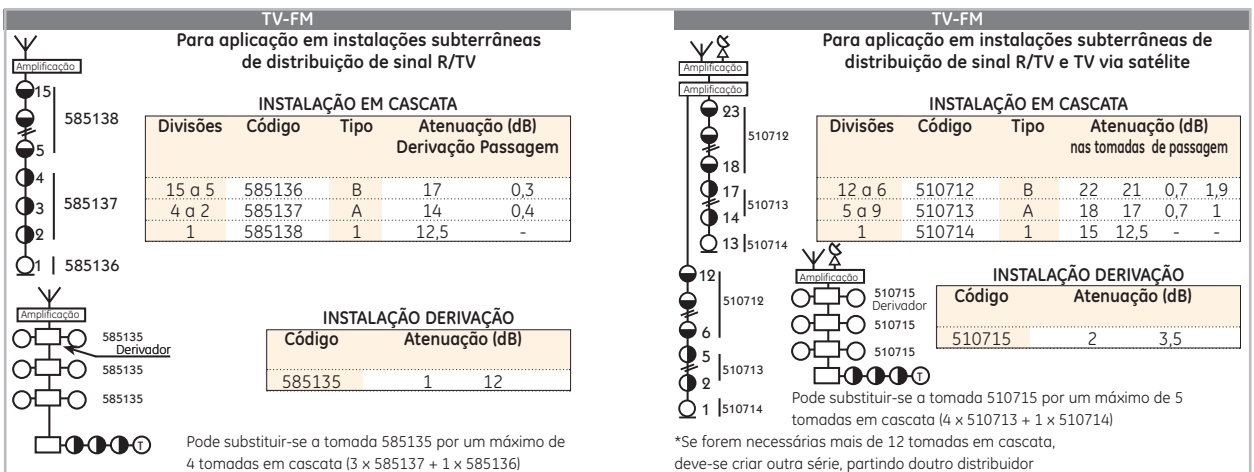 TV-FM
Para aplicação em instalações subterrâneas
de distribuição de sinal R/TV
Amplificação
15
585138
5
4
3
585137
2
1
585136
INSTALAÇÃO EM CASCATA
Divisões Código Tipo Atenuação (dB)
Derivação Passagem
15 a 5 585136 B 17 0,3
4 a 2 585137 A 14 0,4
1 585138 1 12,5 -
Amplificação
585135
Derivador
585135
585135
T
INSTALAÇÃO DERIVAÇÃO
Código Atenuação (dB)
585135 1 12
Pode substituir-se a tomada 585135 por um máximo de
4 tomadas em cascata (3 x 585137 + 1 x 585136)
TV-FM
Para aplicação em instalações subterrâneas de
distribuição de sinal R/TV e TV via satélite
Amplificação
Amplificação
23
510712
18
17
510713
14
13 510714
12
510712
6
5
510713
2
1 510714
INSTALAÇÃO EM CASCATA
Divisões Código Tipo Atenuação (dB)
nas tomadas de passagem
12 a 6 510712 B 22 21 0,7 1,9
5 a 9 510713 A 18 17 0,7 1
1 510714 1 15 12,5 - -
Amplificação
510715
Derivador
510715
510715
T
INSTALAÇÃO DERIVAÇÃO
Código Atenuação (dB)
510715 2 3,5
Pode substituir-se a tomada 510715 por um máximo de 5
tomadas em cascata (4 x 510713 + 1 x 510714)
*Se forem necessárias mais de 12 tomadas em cascata,
deve-se criar outra série, partindo doutro distribuidor